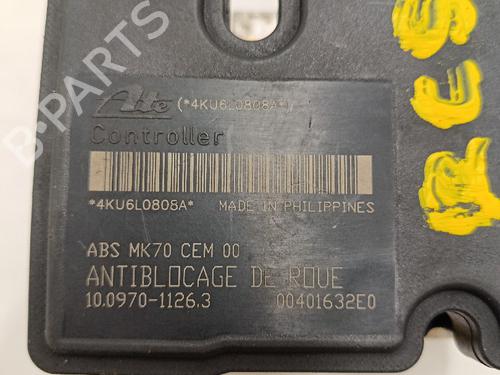 Ate (*4KU6L0808A*)
Controller
*4KU6L0808A* MADE IN PHILIPPINES
ABS MK70 CEM 00
ANTIBLOCAGE DE ROUE
10.0970-1126.3 00401632E0
B-PARTS